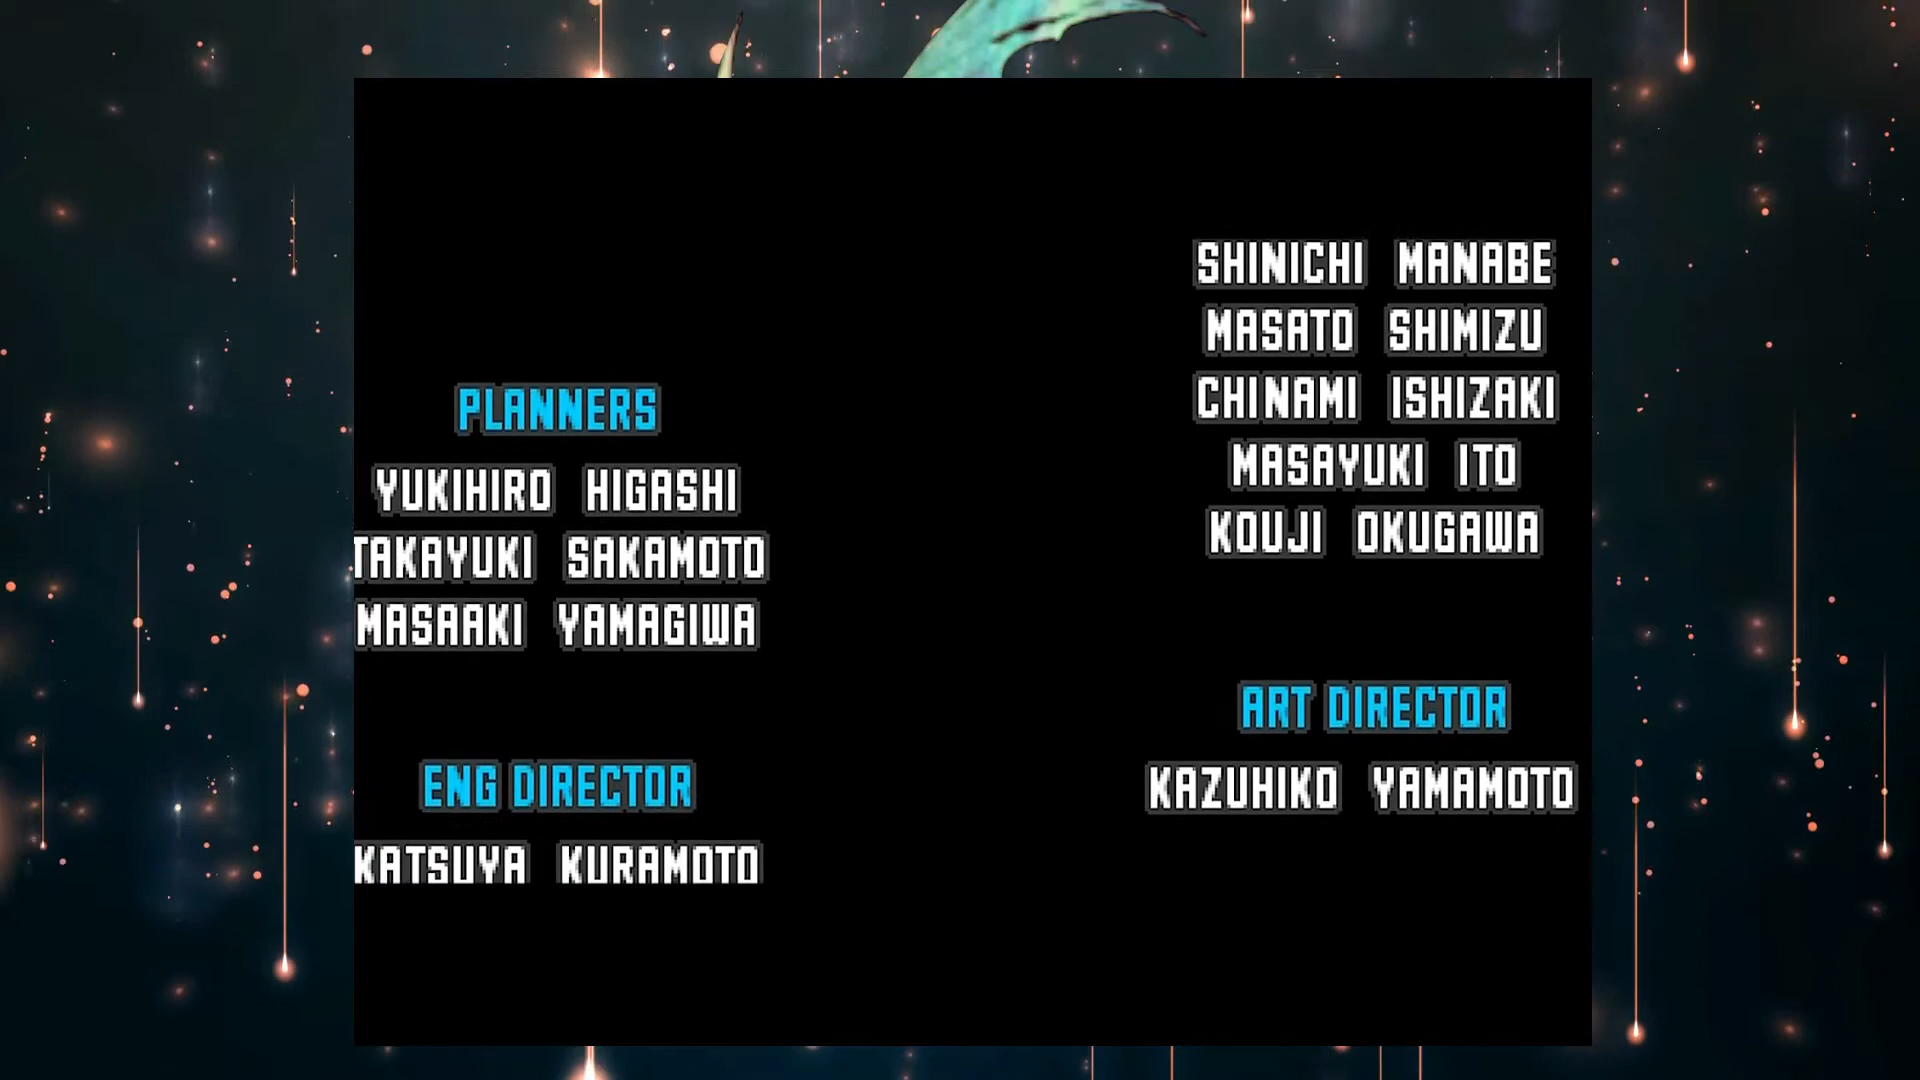 PLANNERS
YUKIHIRO HIGASHI
TAKAYUKI SAKAMOTO
MASAAKI YAMAGIWA
ENG DIRECTOR
KATSUYA KURAMOTO
SHINICHI MANABE
MASATO SHIMIZU
CHINAMI ISHIZAKI
MASAYUKI ITO
KOUJI OKUGAWA
ART DIRECTOR
KAZUHIKO YAMAMOTO